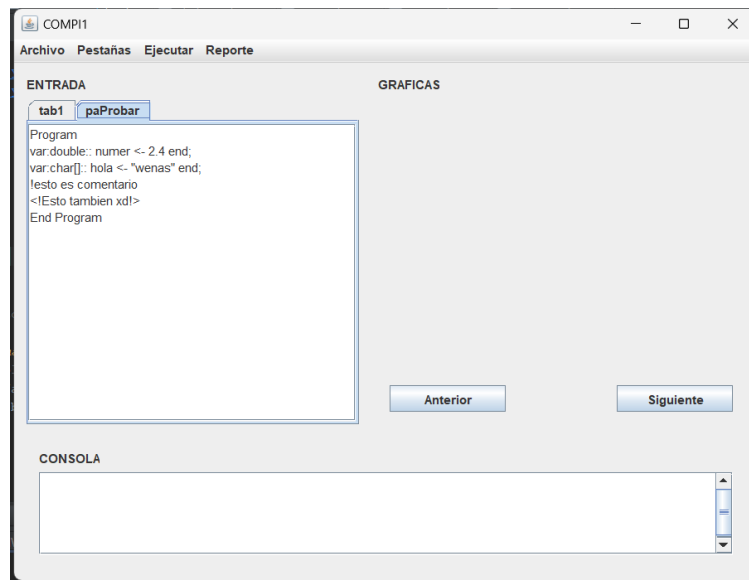 COMPI1
Archivo Pestañas Ejecutar Reporte
ENTRADA
GRAFICAS
tab1 paProbar
Program
var:double:: numer <- 2.4 end;
var:char[]:: hola <- "wenas" end;
!esto es comentario
<!Esto tambien xd!>
End Program
Anterior
Siguiente
CONSOLA